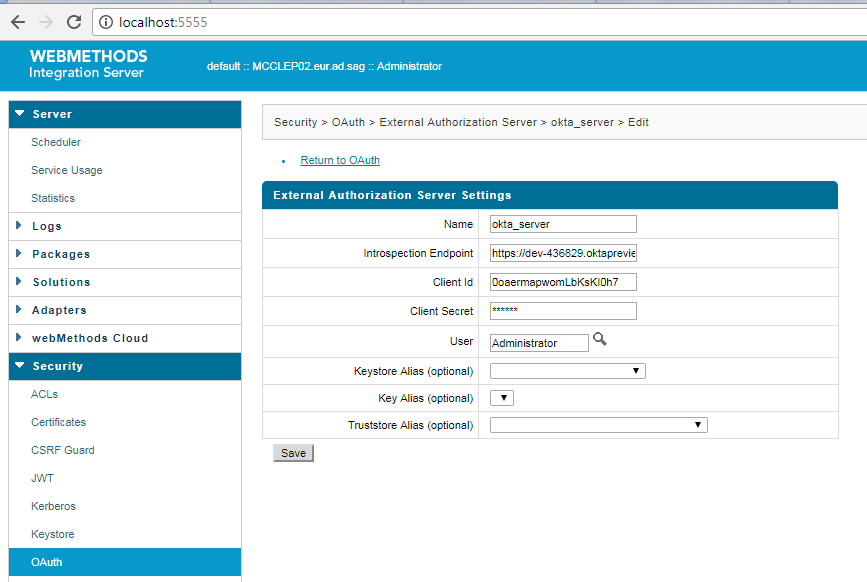 localhost:5555
WEBMETHODS
Integration Server
default :: MCCLEP02.eur.ad.sag :: Administrator
Server
Scheduler
Service Usage
Statistics
Logs
Packages
Solutions
Adapters
webMethods Cloud
Security
ACLs
Certificates
CSRF Guard
JWT
Kerberos
Keystore
OAuth
Security > OAuth > External Authorization Server > okta_server > Edit
Return to OAuth
External Authorization Server Settings
Name okta_server
Introspection Endpoint https://dev-436829.oktapreview
Client Id 0oaermapwomLbKsKI0h7
Client Secret ******
User Administrator
Keystore Alias (optional)
Key Alias (optional)
Truststore Alias (optional)
Save